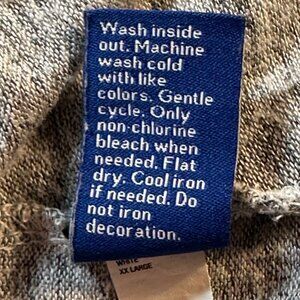 Wash inside
out. Machine
wash cold
with like
colors. Gentle
cycle. Only
non-chlorine
bleach when
needed. Flat
dry. Cool iron
if needed. Do
not iron
decoration.
WHITE
XX LARGE